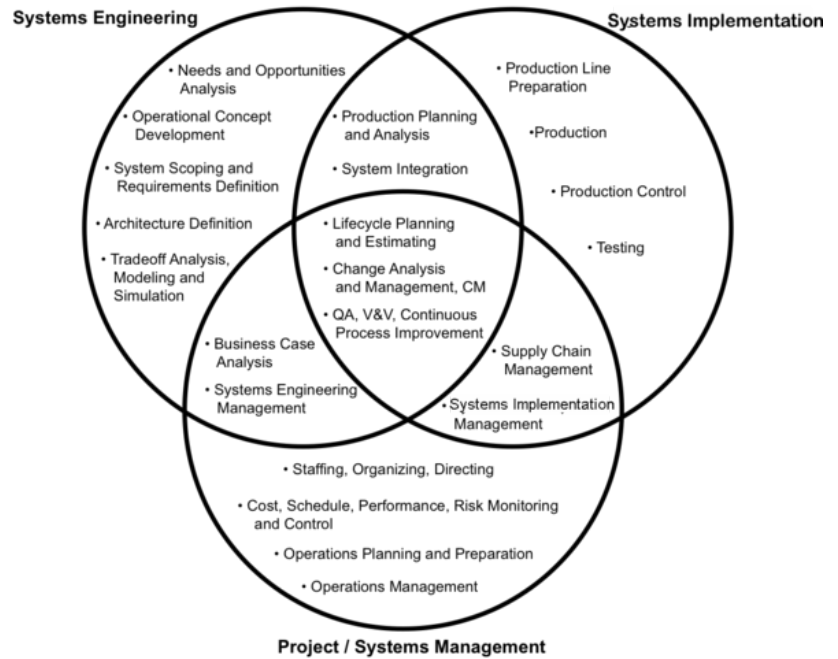 Systems Engineering
Systems Implementation
• Needs and Opportunities
Analysis
• Operational Concept
Development
• System Scoping and
Requirements Definition
• Architecture Definition
• Tradeoff Analysis,
Modeling and
Simulation
• Production Planning
and Analysis
• System Integration
• Production Line
Preparation
•Production
• Production Control
• Testing
• Lifecycle Planning
and Estimating
• Change Analysis
and Management, CM
• QA, V&V, Continuous
Process Improvement
• Business Case
Analysis
• Systems Engineering
Management
• Supply Chain
Management
• Systems Implementation
Management
• Staffing, Organizing, Directing
• Cost, Schedule, Performance, Risk Monitoring
and Control
• Operations Planning and Preparation
• Operations Management
Project / Systems Management